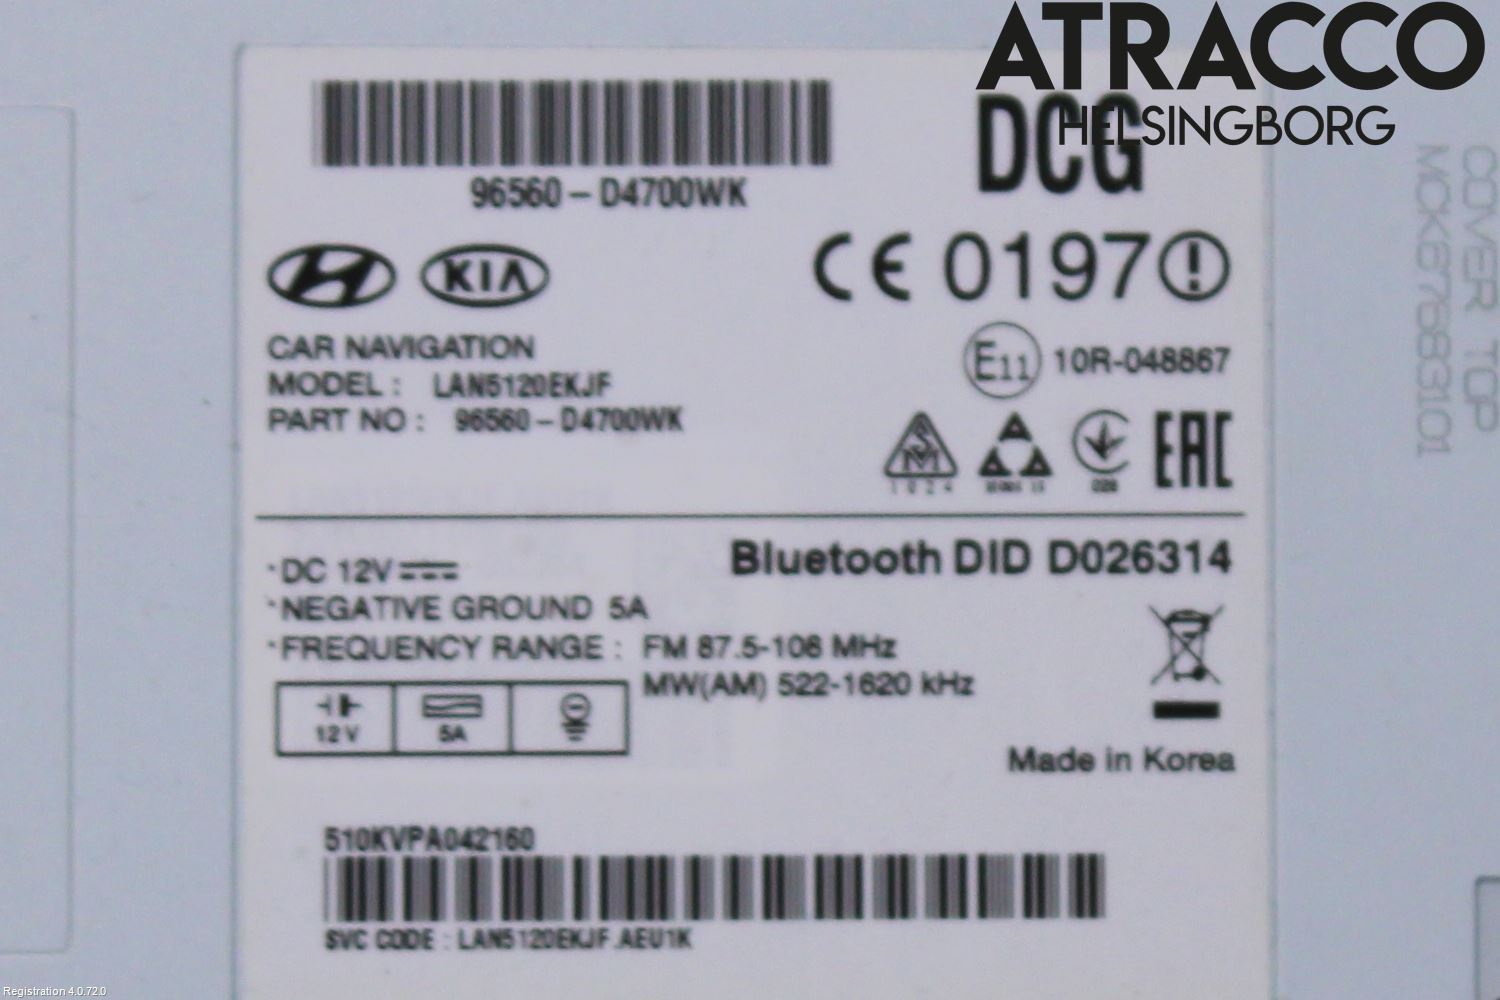 ATRACCO
HELSINGBORG
DCG
96560-D4700WK
KIA
CE 0197
CAR NAVIGATION
MODEL : LAN5120EKJF
PART NO : 96560-D4700WK
E11 10R-048867
1024
EAC
DC 12V
Bluetooth DID D026314
·NEGATIVE GROUND 5A
·FREQUENCY RANGE : FM 87.5-108 MHz
MW(AM) 522-1620 kHz
12V
5A
Made in Korea
510KVPA042160
SVC CODE : LAN5120EKJF.AEU1K
COVER TOP
MCK67583101
Registration 4.0.72.0